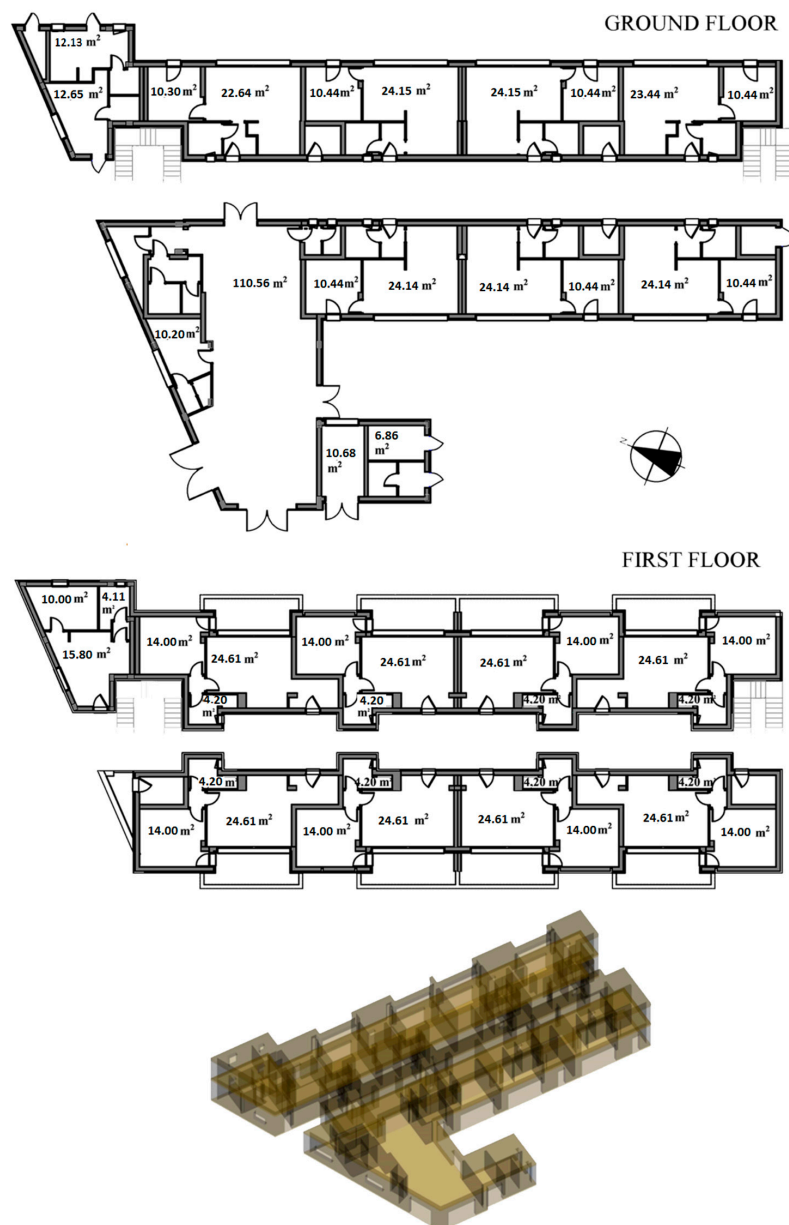 GROUND FLOOR
12.13 m²
12.65 m²
10.30 m²
22.64 m²
10.44 m²
24.15 m²
24.15 m²
10.44 m²
23.44 m²
10.44 m²
110.56 m²
10.44 m²
24.14 m²
24.14 m²
10.44 m²
24.14 m²
10.44 m²
10.20 m²
6.86
m²
10.68
m²
N
FIRST FLOOR
10.00 m²
4.11
m²
15.80 m²
14.00 m²
24.61 m²
14.00 m²
24.61 m²
24.61 m²
14.00 m²
24.61 m²
14.00 m²
4.20
m²
4.20
m²
4.20 m²
4.20 m²
4.20 m²
4.20 m²
4.20 m²
4.20 m²
14.00 m²
24.61 m²
14.00 m²
24.61 m²
24.61 m²
14.00 m²
24.61 m²
14.00 m²